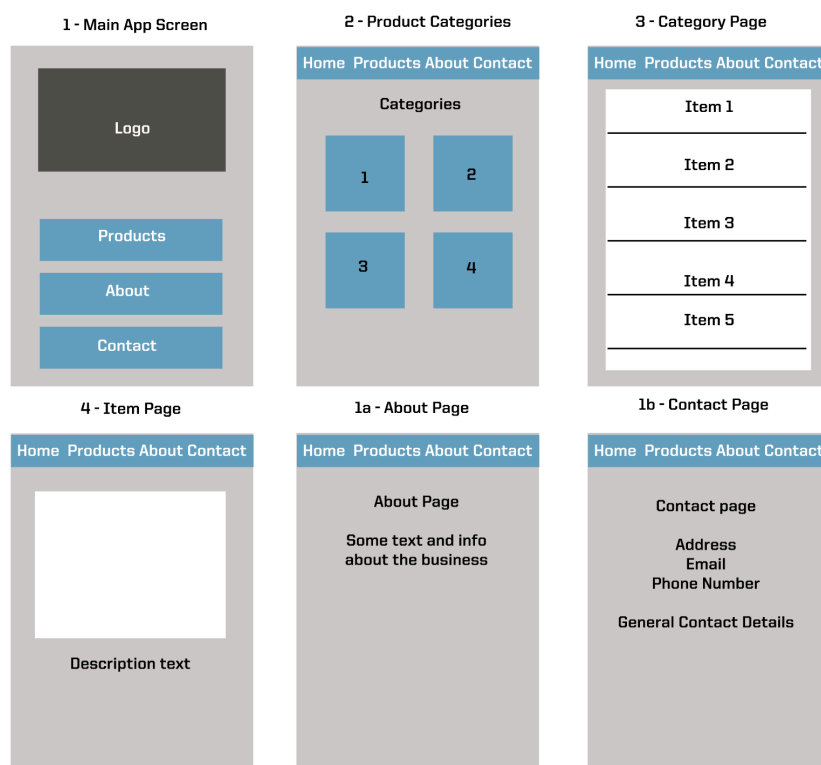 1 - Main App Screen
Logo
Products
About
Contact
2 - Product Categories
Home Products About Contact
Categories
1
2
3
4
3 - Category Page
Home Products About Contact
Item 1
Item 2
Item 3
Item 4
Item 5
4 - Item Page
Home Products About Contact
Description text
1a - About Page
Home Products About Contact
About Page
Some text and info
about the business
1b - Contact Page
Home Products About Contact
Contact page
Address
Email
Phone Number
General Contact Details